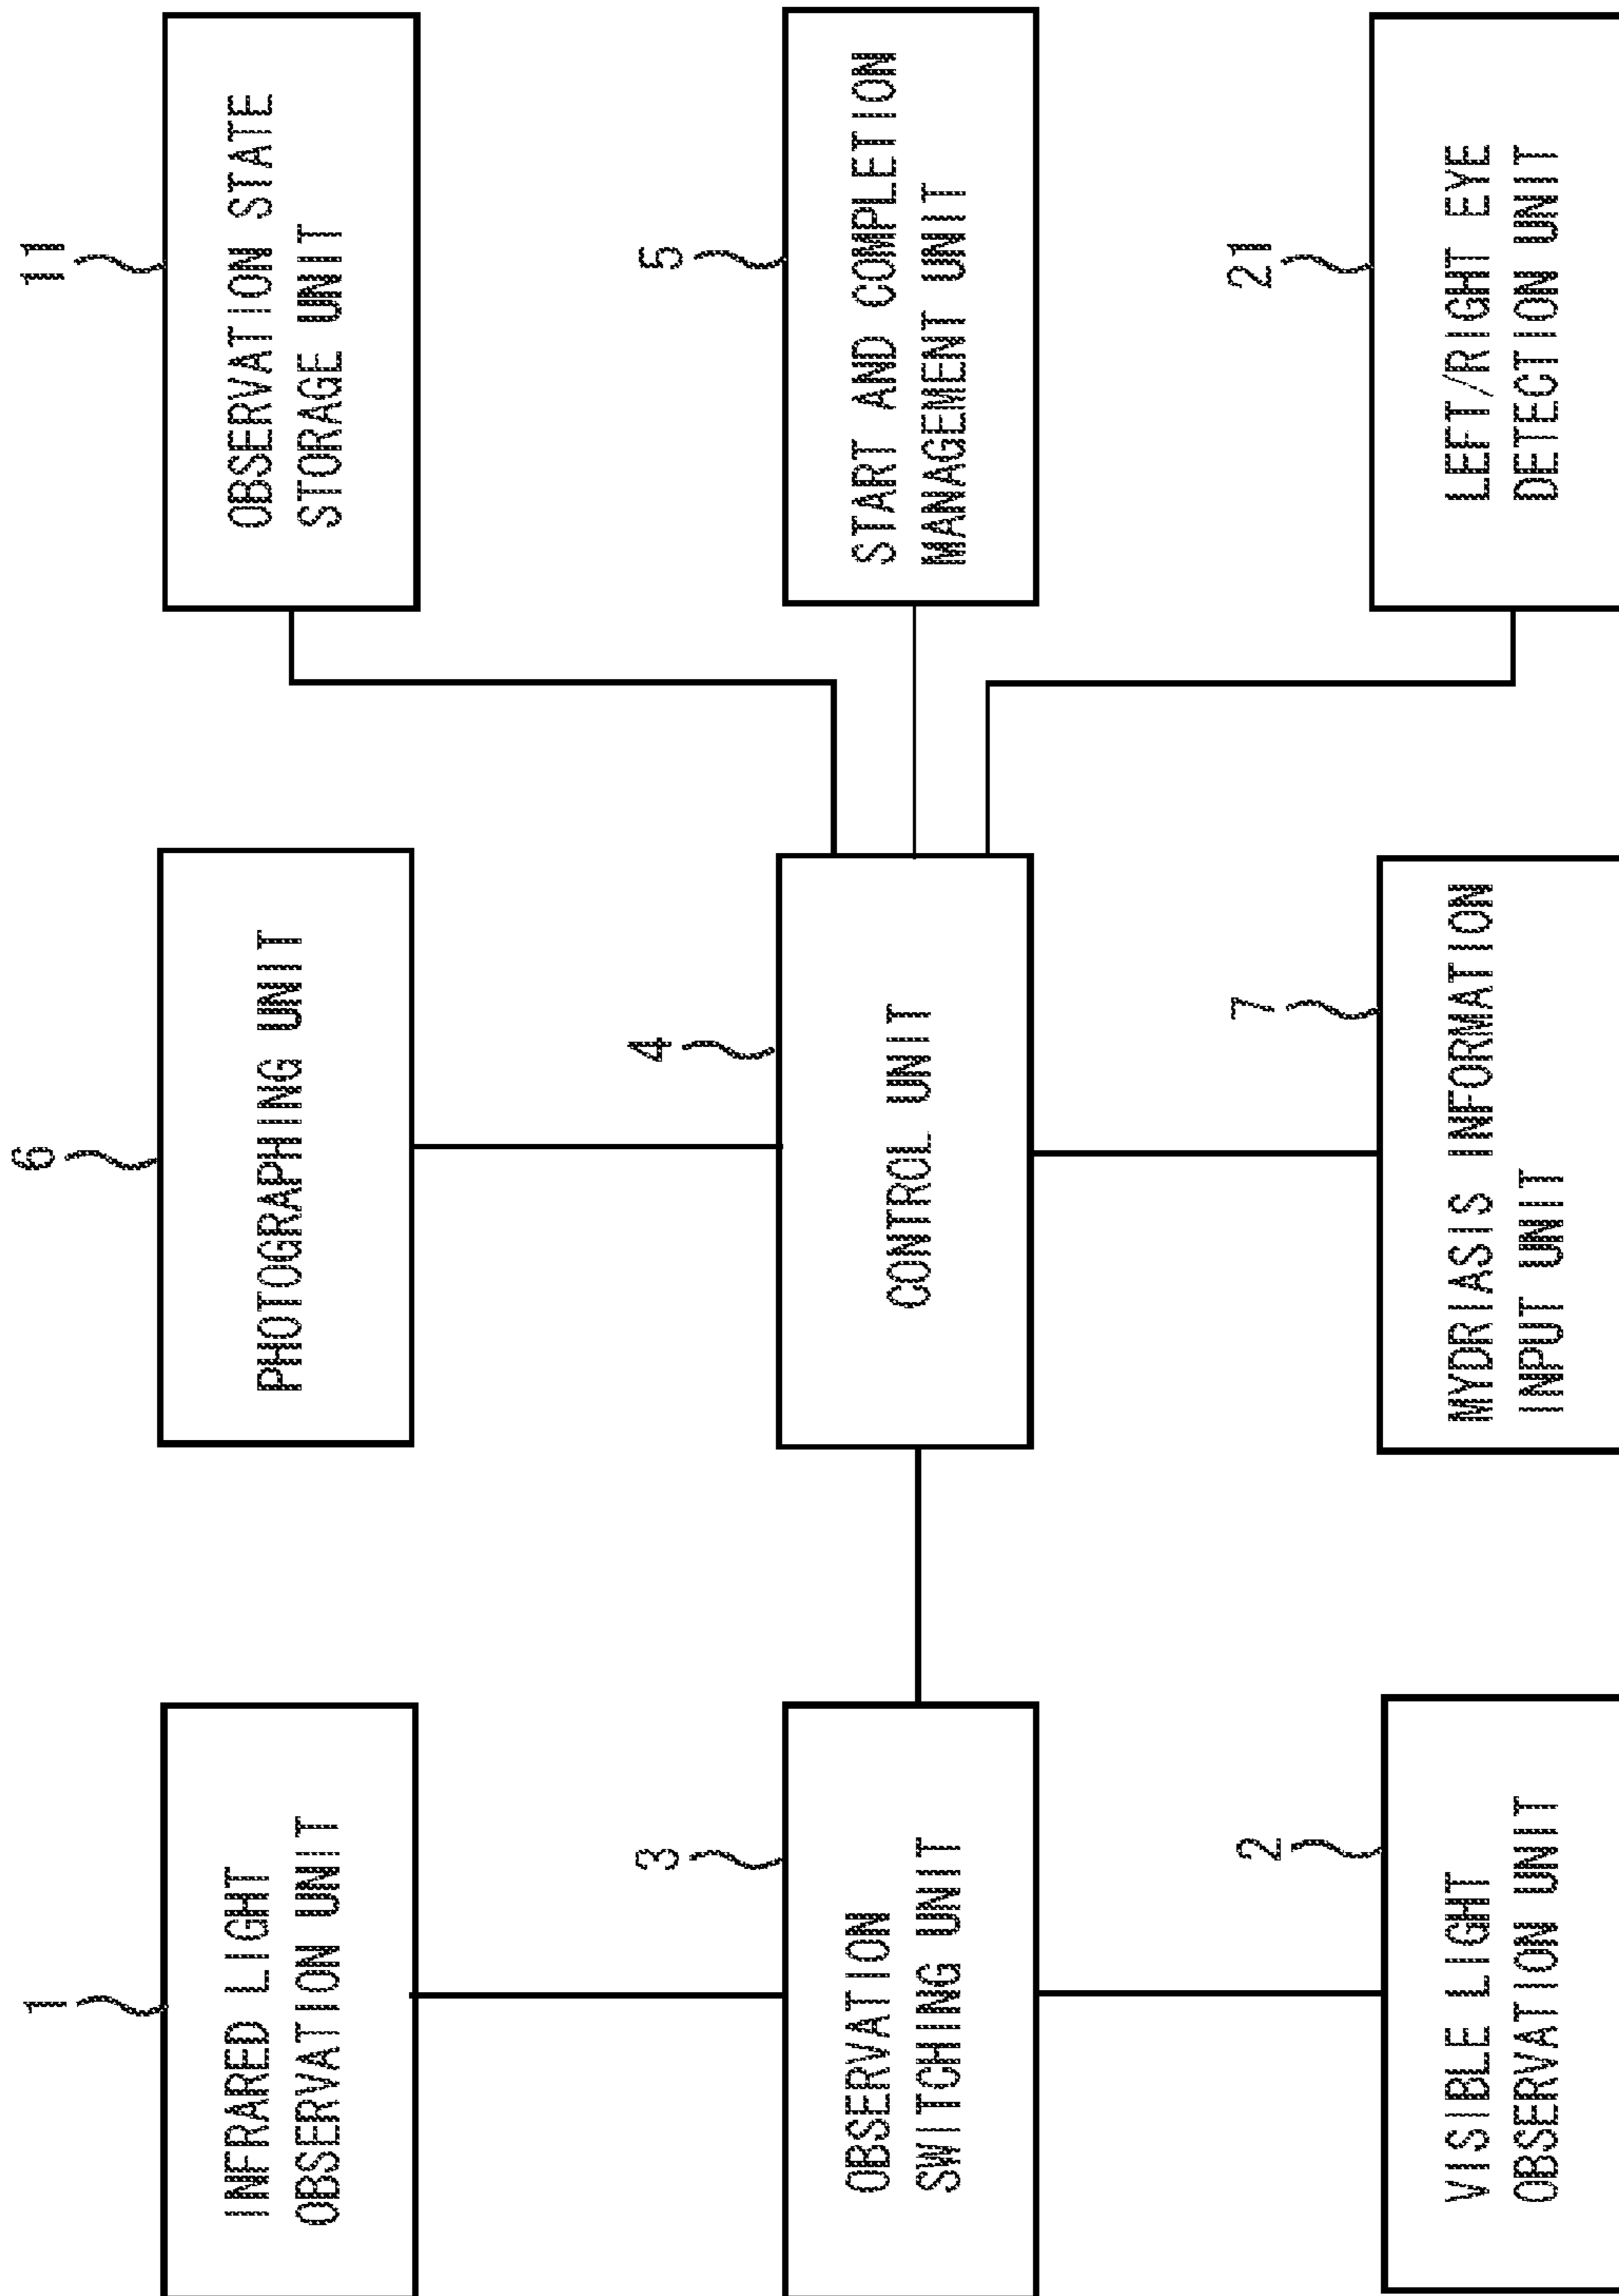 1
INFRARED LIGHT
OBSERVATION UNIT
6
PHOTOGRAPHING UNIT
11
OBSERVATION STATE
STORAGE UNIT
3
OBSERVATION
SWITCHING UNIT
4
CONTROL UNIT
5
START AND COMPLETION
MANAGEMENT UNIT
2
VISIBLE LIGHT
OBSERVATION UNIT
7
MYDRIASIS INFORMATION
INPUT UNIT
21
LEFT/RIGHT EYE
DETECTION UNIT